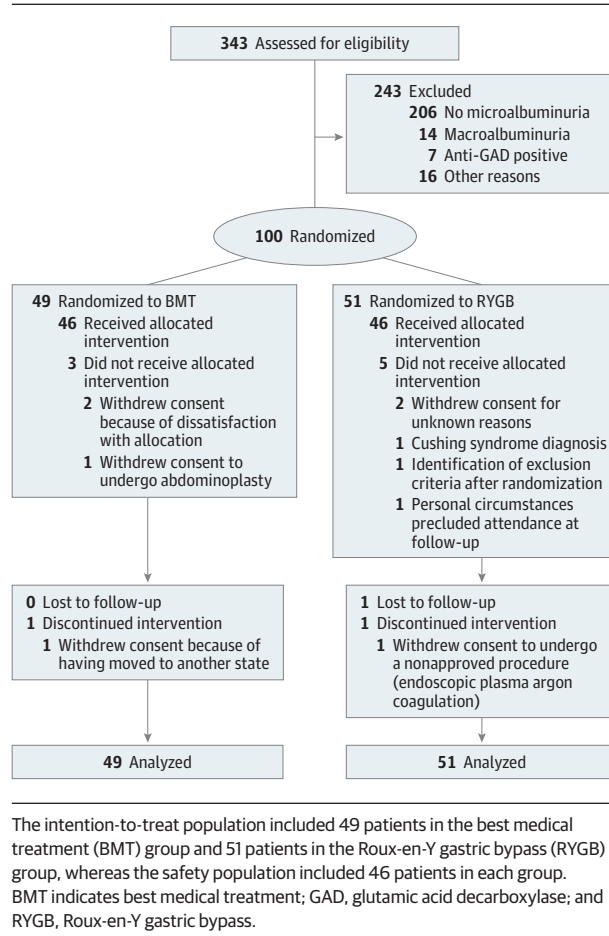 343 Assessed for eligibility
243 Excluded
206 No microalbuminuria
14 Macroalbuminuria
7 Anti-GAD positive
16 Other reasons
100 Randomized
49 Randomized to BMT
46 Received allocated
intervention
3 Did not receive allocated
intervention
2 Withdrew consent
because of dissatisfaction
with allocation
1 Withdrew consent to
undergo abdominoplasty
51 Randomized to RYGB
46 Received allocated
intervention
5 Did not receive allocated
intervention
2 Withdrew consent for
unknown reasons
1 Cushing syndrome diagnosis
1 Identification of exclusion
criteria after randomization
1 Personal circumstances
precluded attendance at
follow-up
0 Lost to follow-up
1 Discontinued intervention
1 Withdrew consent because of
having moved to another state
1 Lost to follow-up
1 Discontinued intervention
1 Withdrew consent to undergo
a nonapproved procedure
(endoscopic plasma argon
coagulation)
49 Analyzed
51 Analyzed
The intention-to-treat population included 49 patients in the best medical
treatment (BMT) group and 51 patients in the Roux-en-Y gastric bypass (RYGB)
group, whereas the safety population included 46 patients in each group.
BMT indicates best medical treatment; GAD, glutamic acid decarboxylase; and
RYGB, Roux-en-Y gastric bypass.